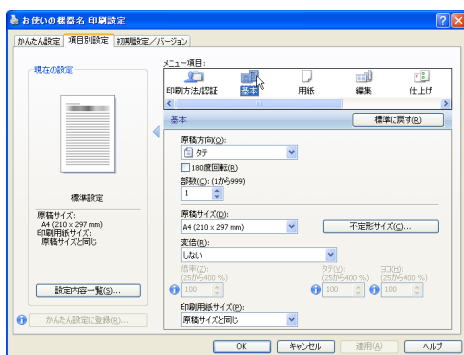 お使いの機器名 印刷設定
かんたん設定 項目別設定 初期設定／バージョン
現在の設定
メニュー項目:
印刷方法/認証 基本 用紙 編集 仕上げ
基本 標準に戻す(R)
原稿方向(O):
タテ
180度回転(R)
部数(C): (1から999)
1
標準設定
原稿サイズ:
A4 (210 x 297 mm)
印刷用紙サイズ:
原稿サイズと同じ
原稿サイズ(D):
A4 (210 x 297 mm) 不定形サイズ(C)...
変倍(R):
しない
倍率(Z): タテ(V): ヨコ(H):
(25から400 %) (25から400 %) (25から400 %)
100 100 100
設定内容一覧(S)...
印刷用紙サイズ(P):
かんたん設定に登録(R)... 原稿サイズと同じ
OK キャンセル 適用(A) ヘルプ